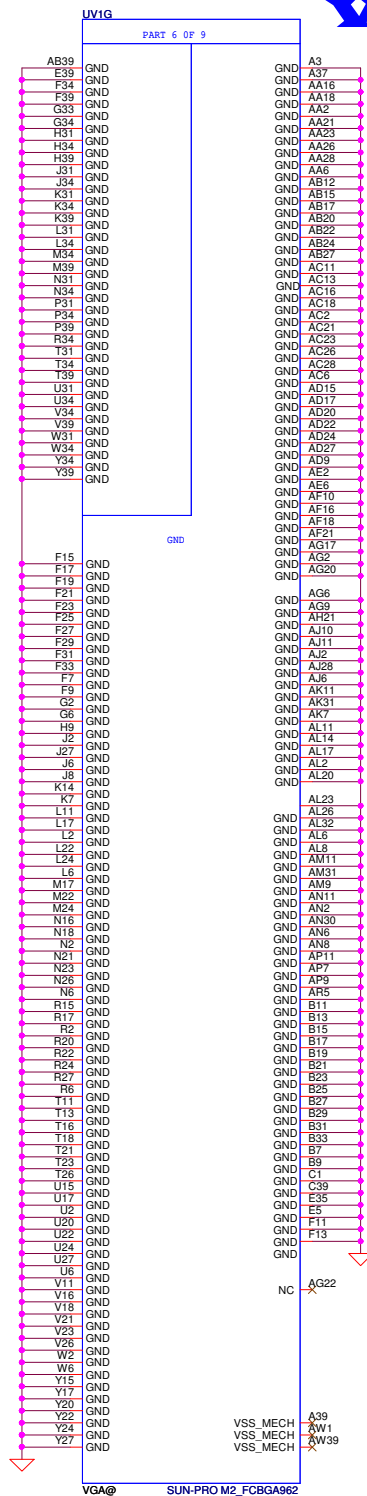 UV1G
PART 6 0F 9
AB39 GND
E39 GND
F34 GND
F39 GND
G33 GND
G34 GND
H31 GND
H34 GND
H39 GND
J31 GND
J34 GND
K31 GND
K34 GND
K39 GND
L31 GND
L34 GND
M34 GND
M39 GND
N31 GND
N34 GND
P31 GND
P34 GND
P39 GND
R34 GND
T31 GND
T34 GND
T39 GND
U31 GND
U34 GND
V34 GND
V39 GND
W31 GND
W34 GND
Y34 GND
Y39 GND
GND
F15 GND
F17 GND
F19 GND
F21 GND
F23 GND
F25 GND
F27 GND
F29 GND
F31 GND
F33 GND
F7 GND
F9 GND
G2 GND
G6 GND
H9 GND
J2 GND
J27 GND
J6 GND
J8 GND
K14 GND
K7 GND
L11 GND
L17 GND
L2 GND
L22 GND
L24 GND
L6 GND
M17 GND
M22 GND
M24 GND
N16 GND
N18 GND
N2 GND
N21 GND
N23 GND
N26 GND
N6 GND
R15 GND
R17 GND
R2 GND
R20 GND
R22 GND
R24 GND
R27 GND
R6 GND
T11 GND
T13 GND
T16 GND
T18 GND
T21 GND
T23 GND
T26 GND
U15 GND
U17 GND
U2 GND
U20 GND
U22 GND
U24 GND
U27 GND
U6 GND
V11 GND
V16 GND
V18 GND
V21 GND
V23 GND
V26 GND
W2 GND
W6 GND
Y15 GND
Y17 GND
Y20 GND
Y22 GND
Y24 GND
Y27 GND
GND A3
GND A37
GND AA16
GND AA18
GND AA2
GND AA21
GND AA23
GND AA26
GND AA28
GND AA6
GND AB12
GND AB15
GND AB17
GND AB20
GND AB22
GND AB24
GND AB27
GND AC11
GND AC13
GND AC16
GND AC18
GND AC2
GND AC21
GND AC23
GND AC26
GND AC28
GND AC6
GND AD15
GND AD17
GND AD20
GND AD22
GND AD24
GND AD27
GND AD9
GND AE2
GND AE6
GND AF10
GND AF16
GND AF18
GND AF21
GND AG17
GND AG2
GND AG20
GND AG6
GND AG9
GND AH21
GND AJ10
GND AJ11
GND AJ2
GND AJ28
GND AJ6
GND AK11
GND AK31
GND AK7
GND AL11
GND AL14
GND AL17
GND AL2
GND AL20
AL23
GND AL26
GND AL32
GND AL6
GND AL8
GND AM11
GND AM31
GND AM9
GND AN11
GND AN2
GND AN30
GND AN6
GND AN8
GND AP11
GND AP7
GND AP9
GND AR5
GND B11
GND B13
GND B15
GND B17
GND B19
GND B21
GND B23
GND B25
GND B27
GND B29
GND B31
GND B33
GND B7
GND B9
GND C1
GND C39
GND E35
GND E5
GND F11
GND F13
GND
NC AG22
VSS_MECH A39
VSS_MECH AW1
VSS_MECH AW39
VGA@ SUN-PRO M2_FCBGA962